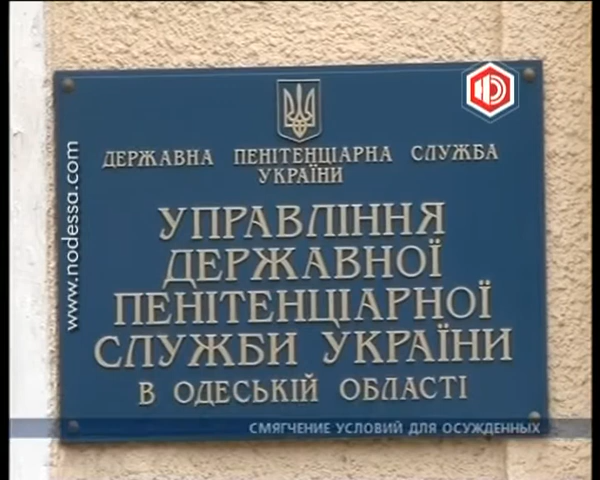 ДЕРЖАВНА ПЕНІТЕНЦІАРНА СЛУЖБА
УКРАЇНИ
УПРАВЛІННЯ
ДЕРЖАВНОЇ
ПЕНІТЕНЦІАРНОЇ
СЛУЖБИ УКРАЇНИ
В ОДЕСЬКІЙ ОБЛАСТІ
www.nodessa.com
СМЯГЧЕНИЕ УСЛОВИЙ ДЛЯ ОСУЖДЕННЫХ